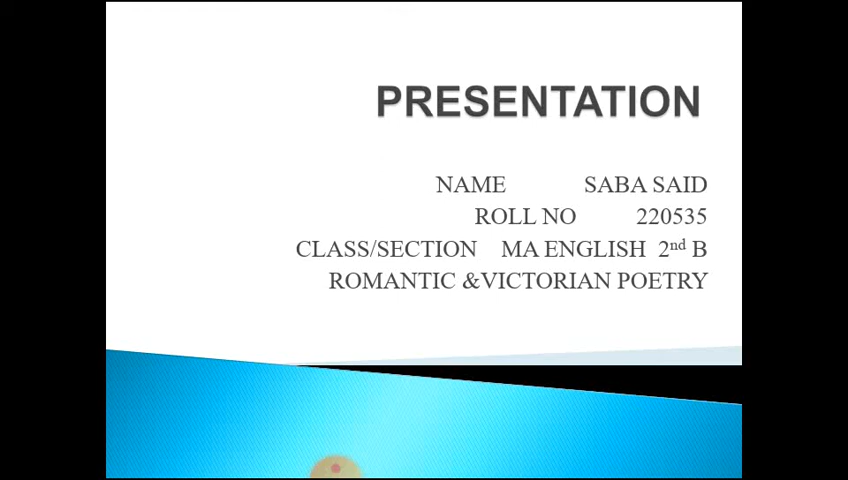 PRESENTATION
NAME SABA SAID
ROLL NO 220535
CLASS/SECTION MA ENGLISH 2nd B
ROMANTIC &VICTORIAN POETRY